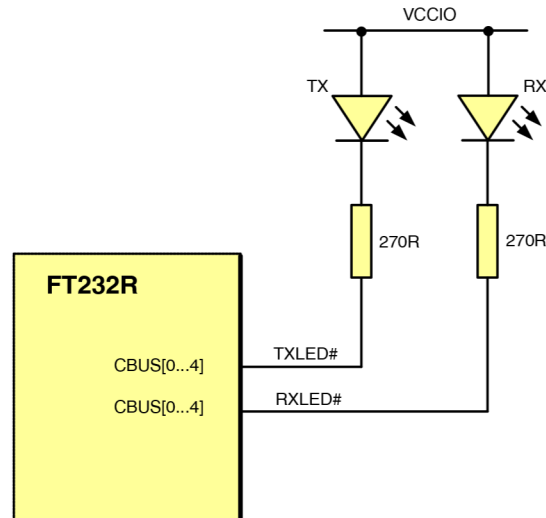 VCCIO
TX
RX
270R
270R
FT232R
TXLED#
CBUS[0...4]
RXLED#
CBUS[0...4]